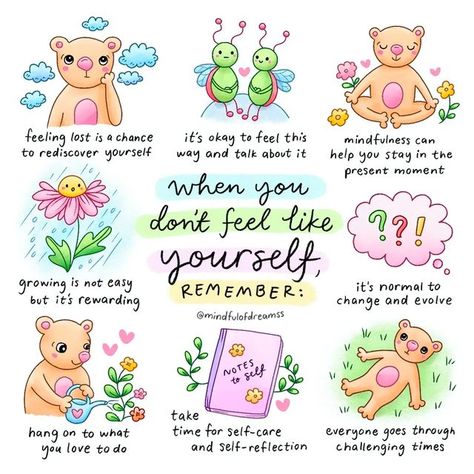 feeling lost is a chance
to rediscover yourself
it's okay to feel this
way and talk about it
mindfulness can
help you stay in the
present moment
when you
don't feel like
yourself,
REMEMBER:
@mindfulofdreamss
growing is not easy
but it's rewarding
??!
it's normal to
change and evolve
hang on to what
you love to do
NOTES
to self
take
time for self-care
and self-reflection
everyone goes through
challenging times